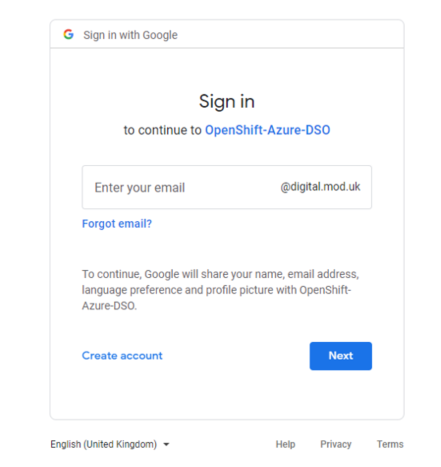 Sign in with Google
Sign in
to continue to OpenShift-Azure-DSO
Enter your email @digital.mod.uk
Forgot email?
To continue, Google will share your name, email address,
language preference and profile picture with OpenShift-
Azure-DSO.
Create account Next
English (United Kingdom) Help Privacy Terms